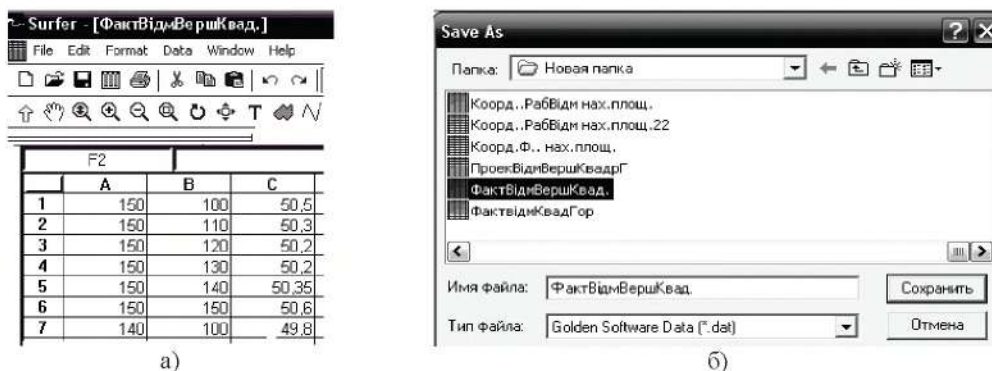 Surfer - [ФактВідмВершКвад.]
File Edit Format Data Window Help
F2
A B C
1 150 100 50,5
2 150 110 50,3
3 150 120 50,2
4 150 130 50,2
5 150 140 50,35
6 150 150 50,6
7 140 100 49,8
а)
Save As
Папка: Новая папка
Коорд..РабВідм нах.площ.
Коорд..РабВідм нах.площ.22
Коорд.Ф.. нах.площ.
ПроекВідмВершКвадрГ
ФактВідмВершКвад.
ФактвідмКвадГор
Имя файла: ФактВідмВершКвад. Сохранить
Тип файла: Golden Software Data (*.dat) Отмена
б)